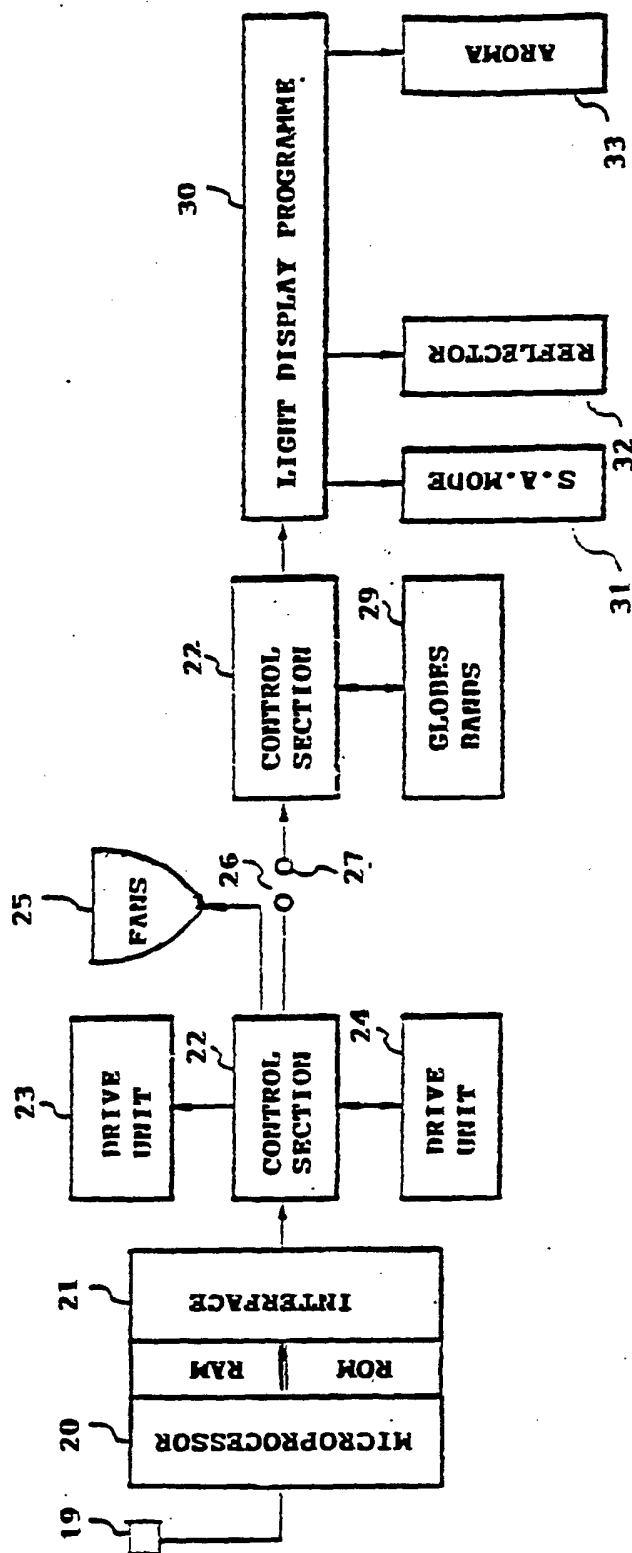 19
20
MICROPROCESSOR
RAM
ROM
21
INTERFACE
22
CONTROL
SECTION
23
DRIVE
UNIT
24
DRIVE
UNIT
25
FANS
26
27
22
CONTROL
SECTION
29
GLOBES
BANDS
30
LIGHT DISPLAY PROGRAMME
31
S.A.MODE
32
REFLECTOR
33
AROMA